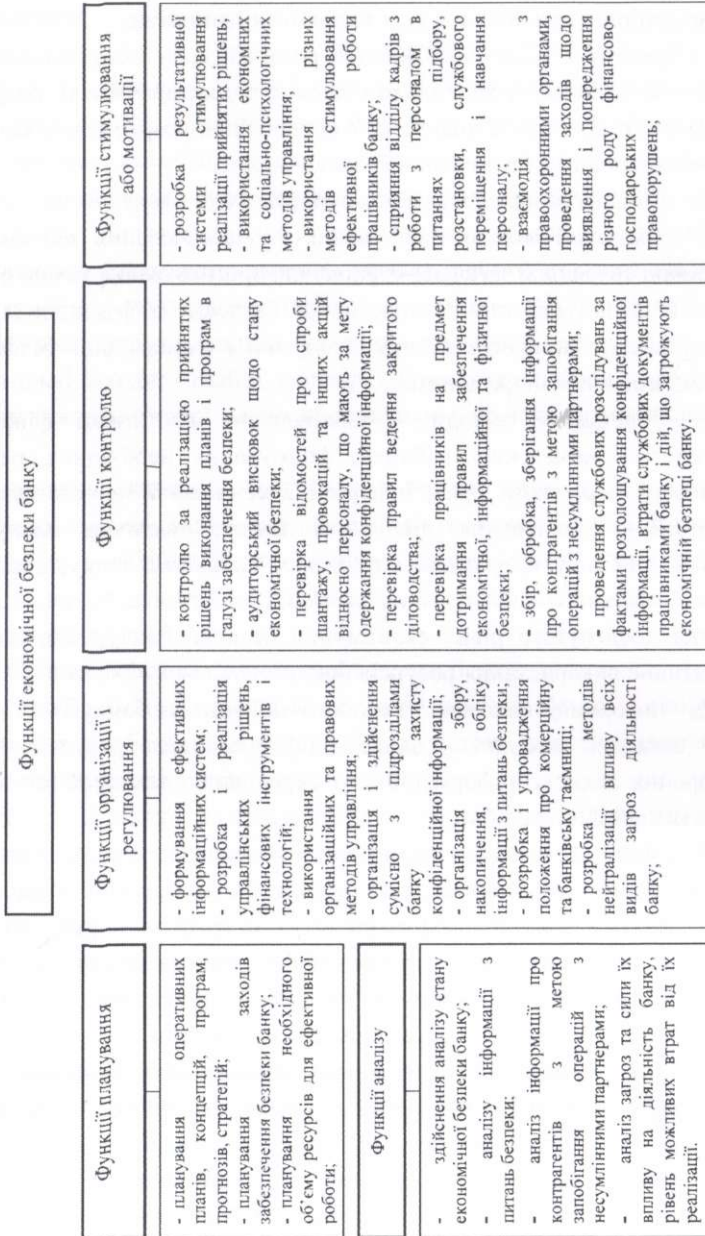 Функції економічної безпеки банку
Функції планування
- планування оперативних
планів, концепцій, програм,
прогнозів, стратегій;
- планування заходів
забезпечення безпеки банку;
- планування необхідного
об'єму ресурсів для ефективної
роботи;
Функції аналізу
- здійснення аналізу стану
економічної безпеки банку;
- аналізу інформації з
питань безпеки;
- аналіз інформації про
контрагентів з метою
запобігання операцій з
несумлінними партнерами;
- аналіз загроз та сили їх
впливу на діяльність банку,
рівень можливих втрат від їх
реалізації.
Функції організації і
регулювання
- формування ефективних
інформаційних систем;
- розробка і реалізація
управлінських рішень,
фінансових інструментів і
технологій;
- використання
організаційних та правових
методів управління;
- організація і здійснення
сумісно з підрозділами
банку захисту
конфіденційної інформації;
- організація збору,
накопичення, обліку
інформації з питань безпеки;
- розробка і упровадження
положення про комерційну
та банківську таємниці;
- розробка методів
нейтралізації впливу всіх
видів загроз діяльності
банку;
Функції контролю
- контролю за реалізацією прийнятих
рішень виконання планів і програм в
галузі забезпечення безпеки;
- аудиторський висновок щодо стану
економічної безпеки;
- перевірка відомостей про спроби
шантажу, провокацій та інших акцій
відносно персоналу, що мають за мету
одержання конфіденційної інформації;
- перевірка правил ведення закритого
діловодства;
- перевірка працівників на предмет
дотримання правил забезпечення
економічної, інформаційної та фізичної
безпеки;
- збір, обробка, зберігання інформації
про контрагентів з метою запобігання
операцій з несумлінними партнерами;
- проведення службових розслідувань за
фактами розголошування конфіденційної
інформації, втрати службових документів
працівниками банку і дій, що загрожують
економічній безпеці банку.
Функції стимулювання
або мотивації
- розробка результативної
системи стимулювання
реалізації прийнятих рішень;
- використання економних
та соціально-психологічних
методів управління;
- використання різних
методів стимулювання
ефективної роботи
працівників банку;
- сприяння відділу кадрів з
роботи з персоналом в
питаннях підбору,
розстановки, службового
переміщення і навчання
персоналу;
- взаємодія з
правоохоронними органами,
проведення заходів щодо
виявлення і попередження
різного роду фінансово-
господарських
правопорушень;